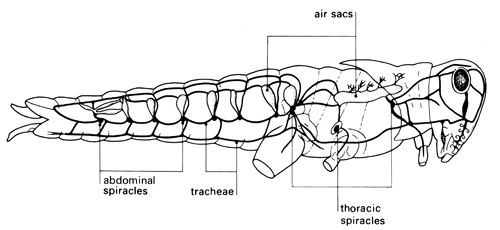 air sacs
abdominal
spiracles
tracheae
thoracic
spiracles